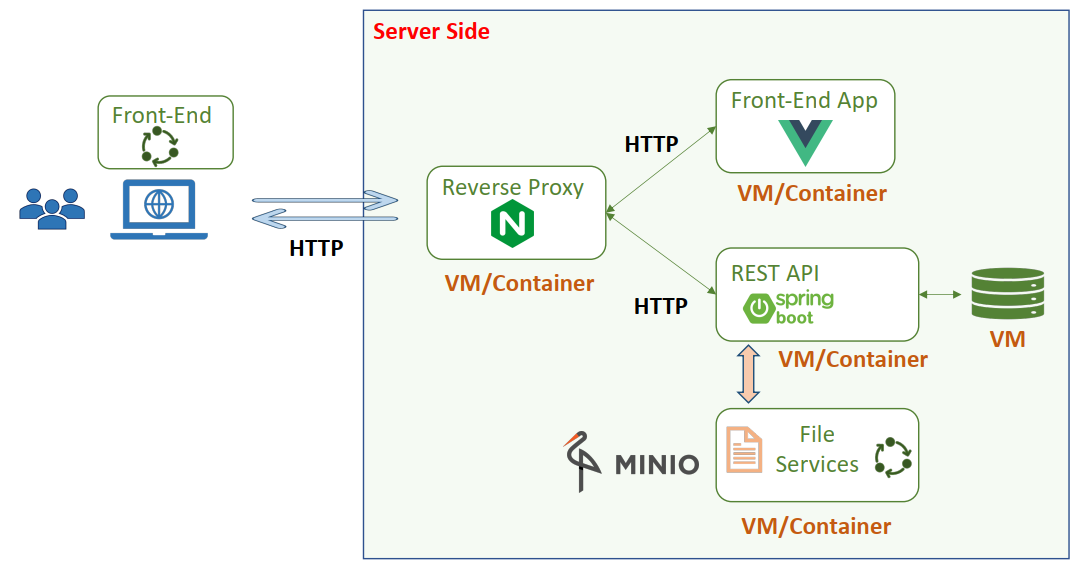 Server Side
Front-End
HTTP
Reverse Proxy
N
VM/Container
HTTP
Front-End App
VM/Container
HTTP
REST API
spring
boot
VM/Container
VM
MINIO
File
Services
VM/Container